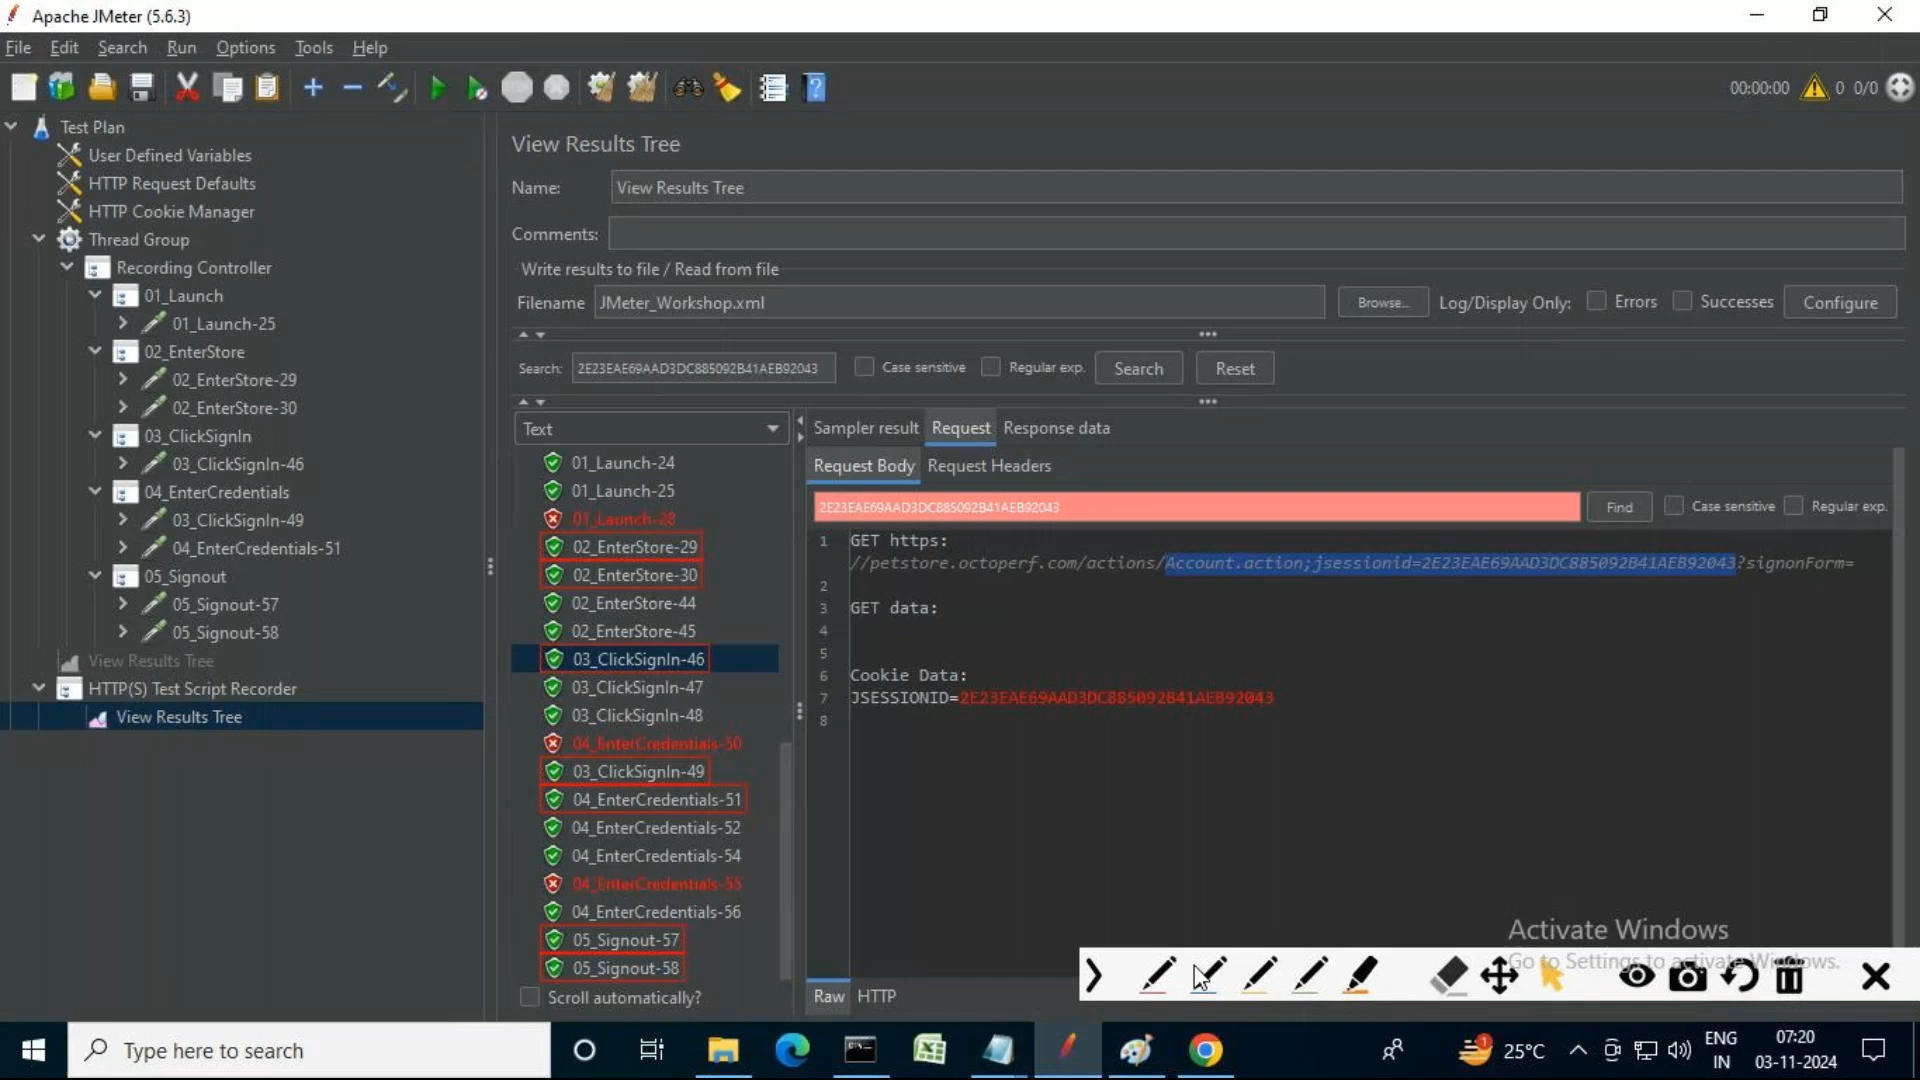 Apache JMeter (5.6.3)
File Edit Search Run Options Tools Help
00:00:00 0 0/0
Test Plan
User Defined Variables
HTTP Request Defaults
HTTP Cookie Manager
Thread Group
Recording Controller
01_Launch
01_Launch-25
02_EnterStore
02_EnterStore-29
02_EnterStore-30
03_ClickSignIn
03_ClickSignIn-46
04_EnterCredentials
03_ClickSignIn-49
04_EnterCredentials-51
05_Signout
05_Signout-57
05_Signout-58
View Results Tree
HTTP(S) Test Script Recorder
View Results Tree
View Results Tree
Name: View Results Tree
Comments:
Write results to file / Read from file
Filename JMeter_Workshop.xml Browse... Log/Display Only: Errors Successes Configure
Search: 2E23EAE69AAD3DC885092B41AEB92043 Case sensitive Regular exp. Search Reset
Text
01_Launch-24
01_Launch-25
01_Launch-28
02_EnterStore-29
02_EnterStore-30
02_EnterStore-44
02_EnterStore-45
03_ClickSignIn-46
03_ClickSignIn-47
03_ClickSignIn-48
04_EnterCredentials-50
03_ClickSignIn-49
04_EnterCredentials-51
04_EnterCredentials-52
04_EnterCredentials-54
04_EnterCredentials-55
04_EnterCredentials-56
05_Signout-57
05_Signout-58
Scroll automatically?
Sampler result Request Response data
Request Body Request Headers
2E23EAE69AAD3DC885092B41AEB92043 Find Case sensitive Regular exp.
1 GET https:
//petstore.octoperf.com/actions/Account.action;jsessionid=2E23EAE69AAD3DC885092B41AEB92043?signonForm=
2
3 GET data:
4
5
6 Cookie Data:
7 JSESSIONID=2E23EAE69AAD3DC885092B41AEB92043
8
Raw HTTP
Activate Windows
Go to Settings to activate Windows.
Type here to search
1 25°C ENG 07:20
IN 03-11-2024